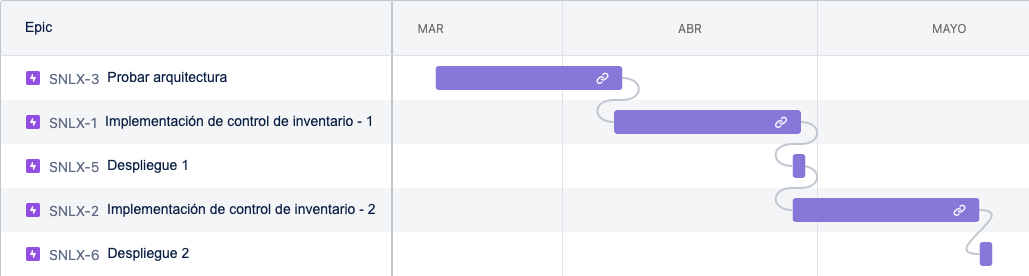 Epic MAR ABR MAYO
SNLX-3 Probar arquitectura
SNLX-1 Implementación de control de inventario - 1
SNLX-5 Despliegue 1
SNLX-2 Implementación de control de inventario - 2
SNLX-6 Despliegue 2